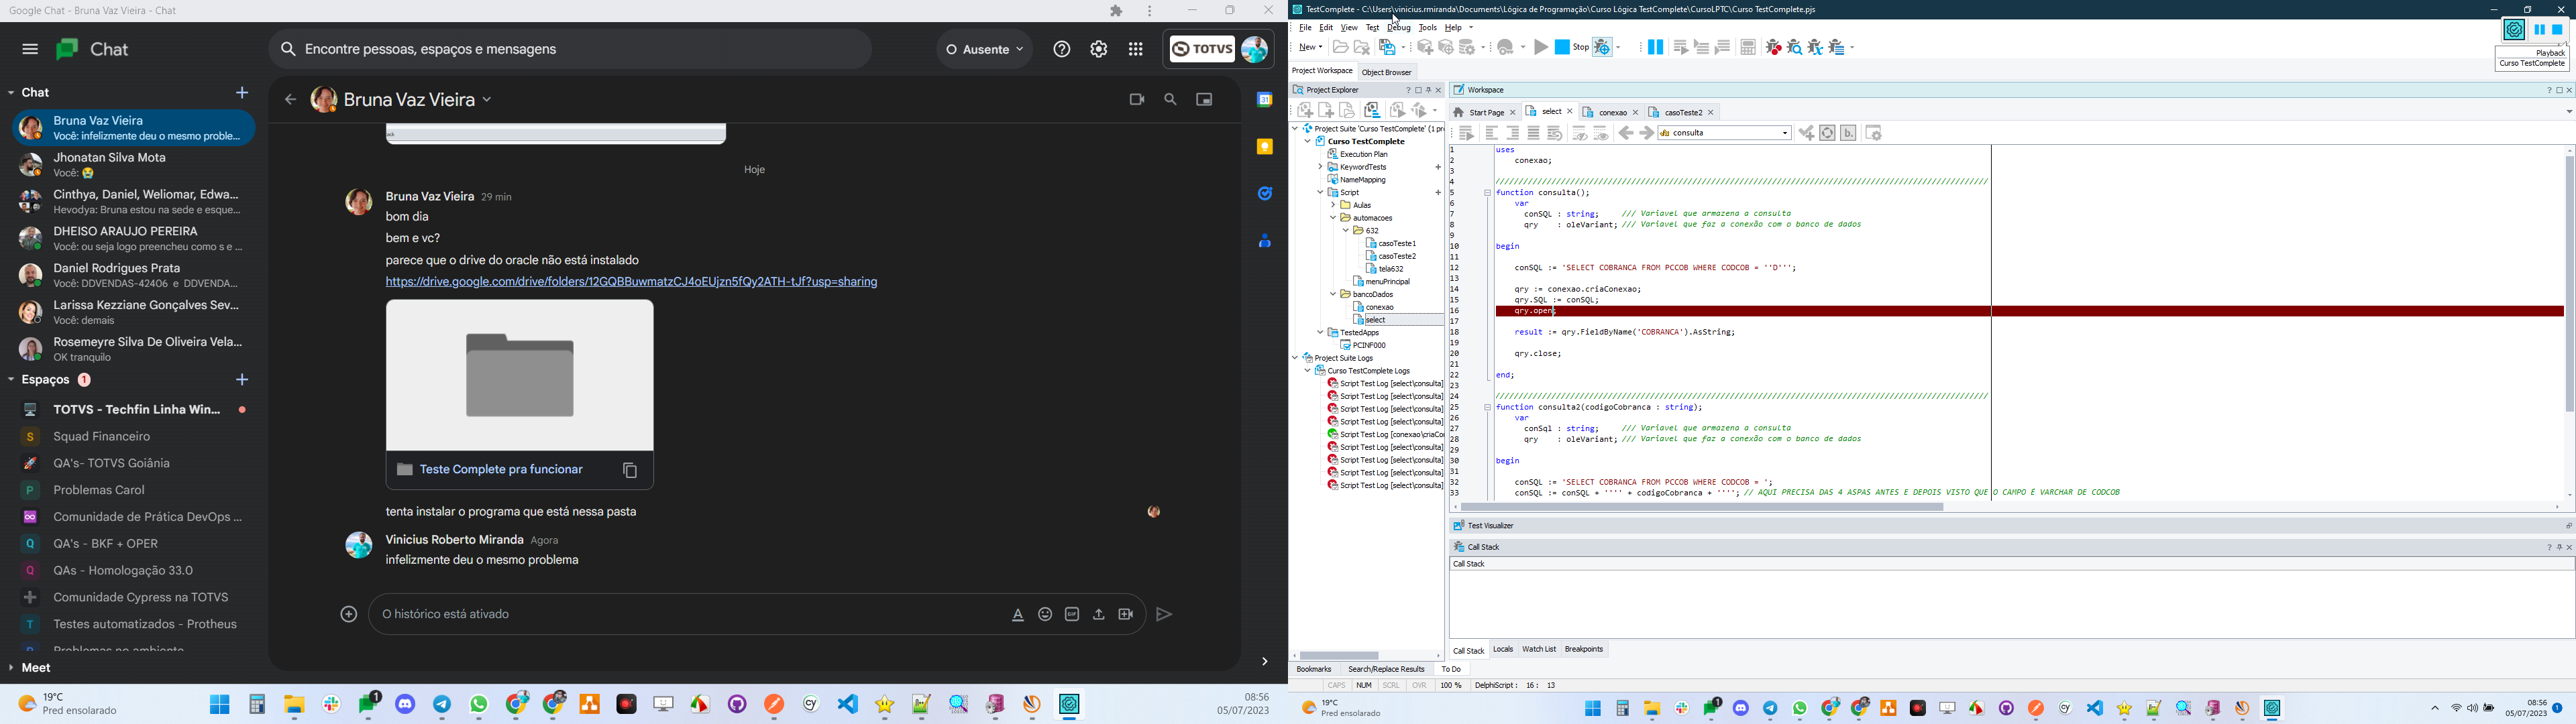 Google Chat - Bruna Vaz Vieira - Chat
Chat
Encontre pessoas, espaços e mensagens
Ausente
TOTVS
Chat
Bruna Vaz Vieira
Você: infelizmente deu o mesmo proble...
Jhonatan Silva Mota
Você: 😭
Cinthya, Daniel, Weliomar, Edwa...
Hevodya: Bruna estou na sede e esque...
DHEISO ARAUJO PEREIRA
Você: ou seja logo preencheu como s e ...
Daniel Rodrigues Prata
Você: DDVENDAS-42406 e DDVENDA...
Larissa Kezziane Gonçalves Sev...
Você: demais
Rosemeyre Silva De Oliveira Vela...
OK tranquilo
Espaços 1
TOTVS - Techfin Linha Win...
S Squad Financeiro
QA's- TOTVS Goiânia
P Problemas Carol
Comunidade de Prática DevOps ...
Q QA's - BKF + OPER
Q QAs - Homologação 33.0
Comunidade Cypress na TOTVS
T Testes automatizados - Protheus
Problemas no ambiente
Meet
Bruna Vaz Vieira
Hoje
Bruna Vaz Vieira 29 min
bom dia
bem e vc?
parece que o drive do oracle não está instalado
https://drive.google.com/drive/folders/12GQBBuwmatzCJ4oEUjzn5fQy2ATH-tJf?usp=sharing
Teste Complete pra funcionar
tenta instalar o programa que está nessa pasta
Vinicius Roberto Miranda Agora
infelizmente deu o mesmo problema
O histórico está ativado
GIF
31
19°C
Pred ensolarado
08:56
05/07/2023
TestComplete - C:\Users\vinicius.rmiranda\Documents\Lógica de Programação\Curso Lógica TestComplete\CursoLPTC\Curso TestComplete.pjs
File Edit View Test Debug Tools Help
New
Stop
Playback
Curso TestComplete
Project Workspace Object Browser
Project Explorer
Project Suite 'Curso TestComplete' (1 pr
Curso TestComplete
Execution Plan
KeywordTests
NameMapping
Script
Aulas
automacoes
632
casoTeste1
casoTeste2
tela632
menuPrincipal
bancoDados
conexao
select
TestedApps
PCINF000
Project Suite Logs
Curso TestComplete Logs
Script Test Log [select\consulta]
Script Test Log [select\consulta]
Script Test Log [select\consulta]
Script Test Log [select\consulta]
Script Test Log [conexao\criaCo
Script Test Log [select\consulta]
Script Test Log [select\consulta]
Script Test Log [select\consulta]
Script Test Log [select\consulta]
Bookmarks Search/Replace Results To Do
Workspace
Start Page select conexao casoTeste2
consulta
1 uses
2 conexao;
3
4 ////////////////////////////////////////////////////////////////////////////////////////////////////
5 function consulta();
6 var
7 conSQL : string; /// Variavel que armazena a consulta
8 qry : oleVariant; /// Variavel que faz a conexão com o banco de dados
9
10 begin
11
12 conSQL := 'SELECT COBRANCA FROM PCCOB WHERE CODCOB = ''D''';
13
14 qry := conexao.criaConexao;
15 qry.SQL := conSQL;
16 qry.open;
17
18 result := qry.FieldByName('COBRANCA').AsString;
19
20 qry.close;
21
22 end;
23
24 ////////////////////////////////////////////////////////////////////////////////////////////////////
25 function consulta2(codigoCobranca : string);
26 var
27 conSql : string; /// Variavel que armazena a consulta
28 qry : oleVariant; /// Variavel que faz a conexão com o banco de dados
29
30 begin
31
32 conSQL := 'SELECT COBRANCA FROM PCCOB WHERE CODCOB = ';
33 conSQL := conSQL + '''' + codigoCobranca + ''''; // AQUI PRECISA DAS 4 ASPAS ANTES E DEPOIS VISTO QUE O CAMPO É VARCHAR DE CODCOB
Test Visualizer
Call Stack
Call Stack
Call Stack Locals Watch List Breakpoints
CAPS NUM SCRL OVR 100 % DelphiScript : 16 : 13
19°C
Pred ensolarado
08:56
05/07/2023